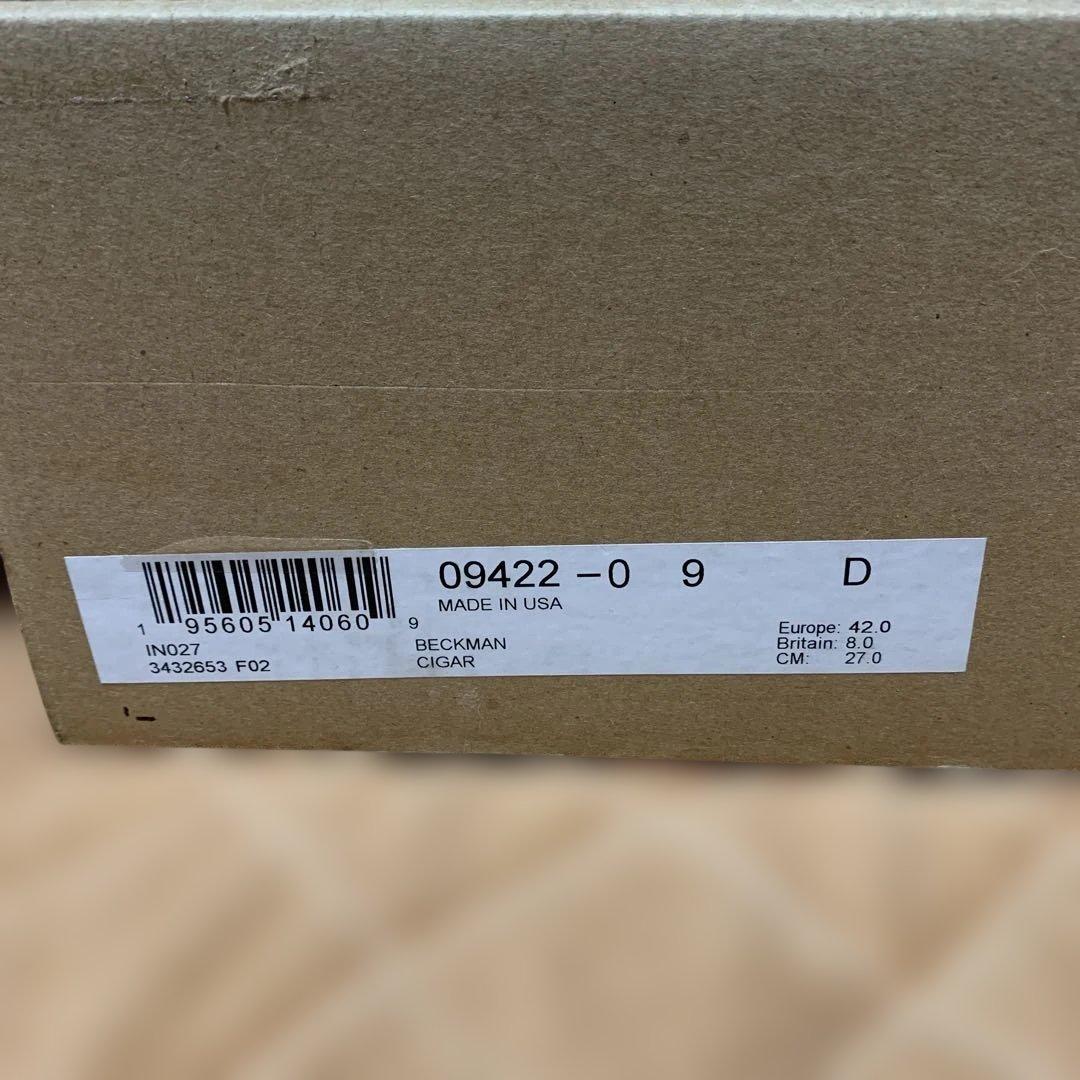 09422 -0 9 D
MADE IN USA
1 95605 14060 9
IN027
3432653 F02
BECKMAN
CIGAR
Europe: 42.0
Britain: 8.0
CM: 27.0